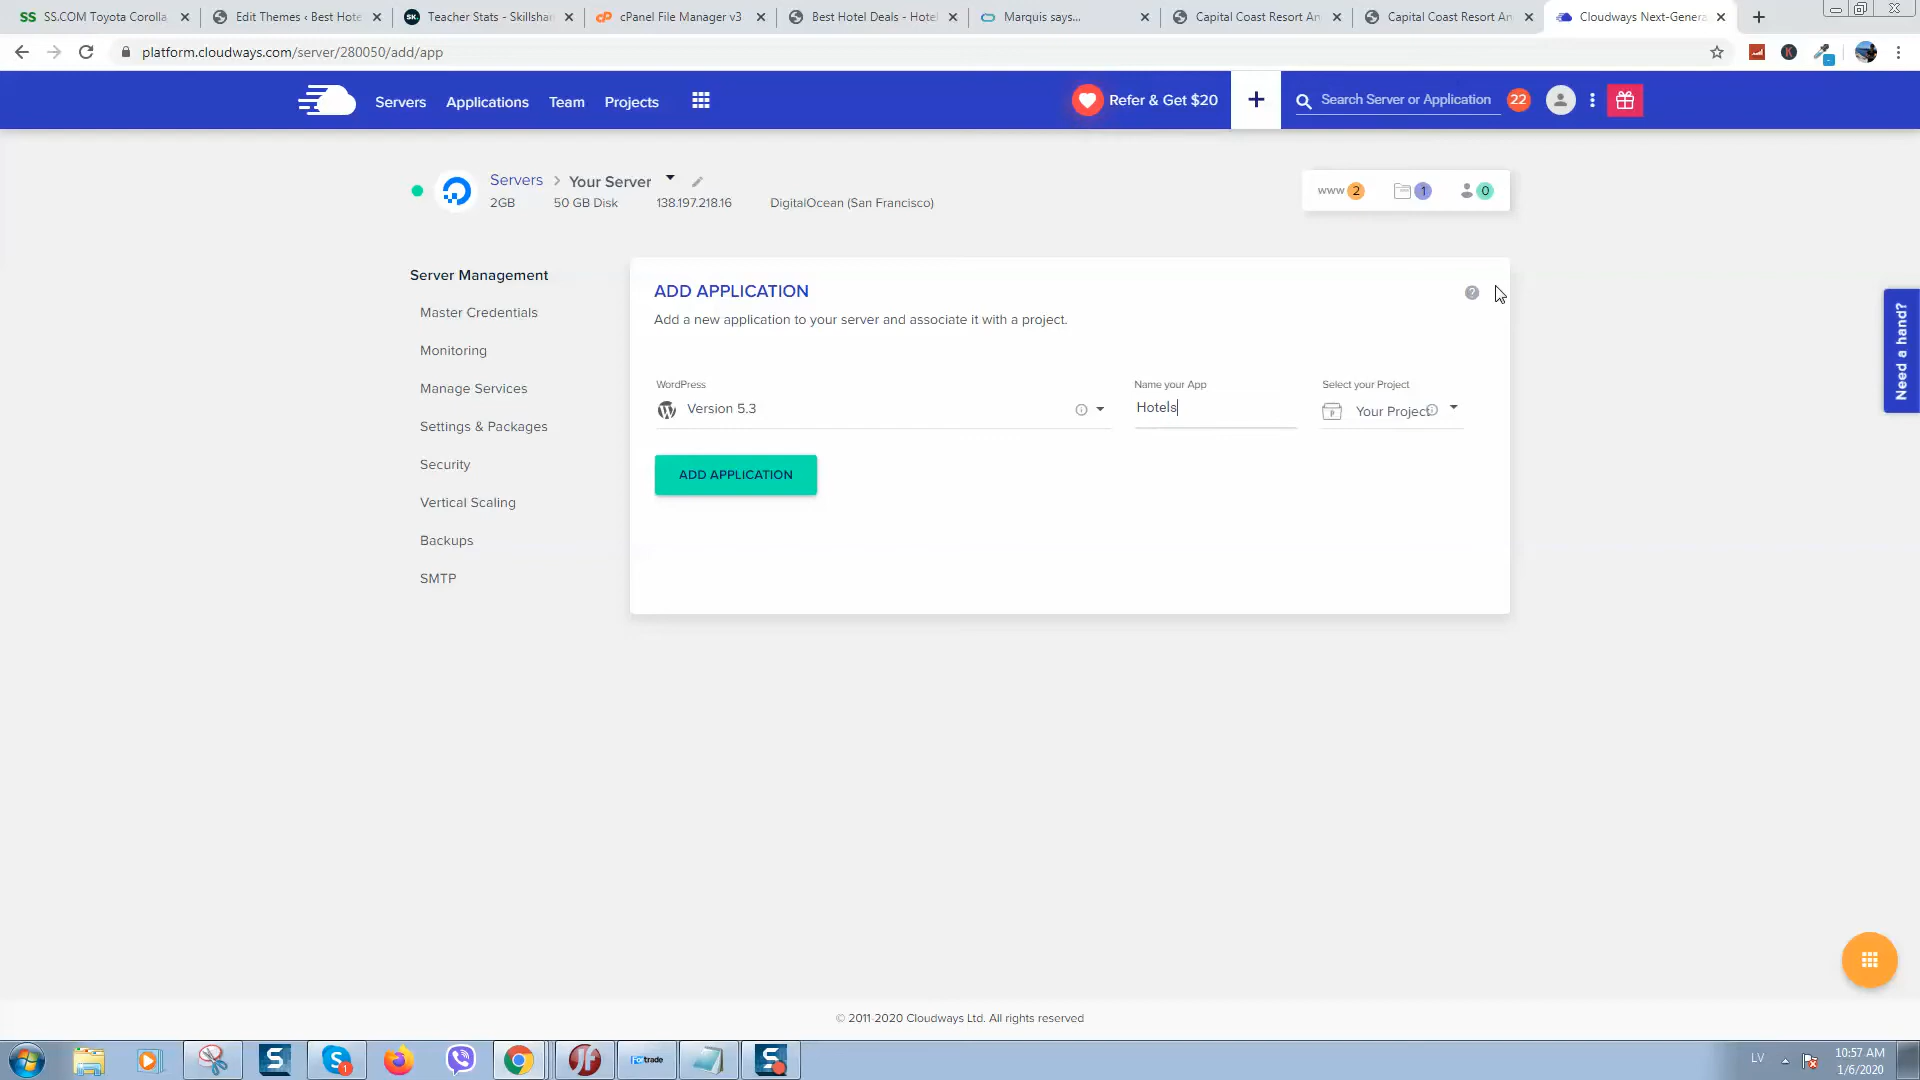 SS SS.COM Toyota Corolla
Edit Themes ‹ Best Hote
SK. Teacher Stats - Skillshar
cP cPanel File Manager v3
Best Hotel Deals - Hotel
Marquis says...
Capital Coast Resort An
Capital Coast Resort An
Cloudways Next-Genera
platform.cloudways.com/server/280050/add/app
K
Servers
Applications
Team
Projects
Refer & Get $20
+
Search Server or Application
22
Servers > Your Server
2GB
50 GB Disk
138.197.218.16
DigitalOcean (San Francisco)
www 2
1
0
Server Management
Master Credentials
Monitoring
Manage Services
Settings & Packages
Security
Vertical Scaling
Backups
SMTP
ADD APPLICATION
?
Add a new application to your server and associate it with a project.
WordPress
Version 5.3
Name your App
Hotels
Select your Project
Your Project
ADD APPLICATION
Need a hand?
© 2011-2020 Cloudways Ltd. All rights reserved
S
S
1
Fortrade
S
LV
10:57 AM
1/6/2020